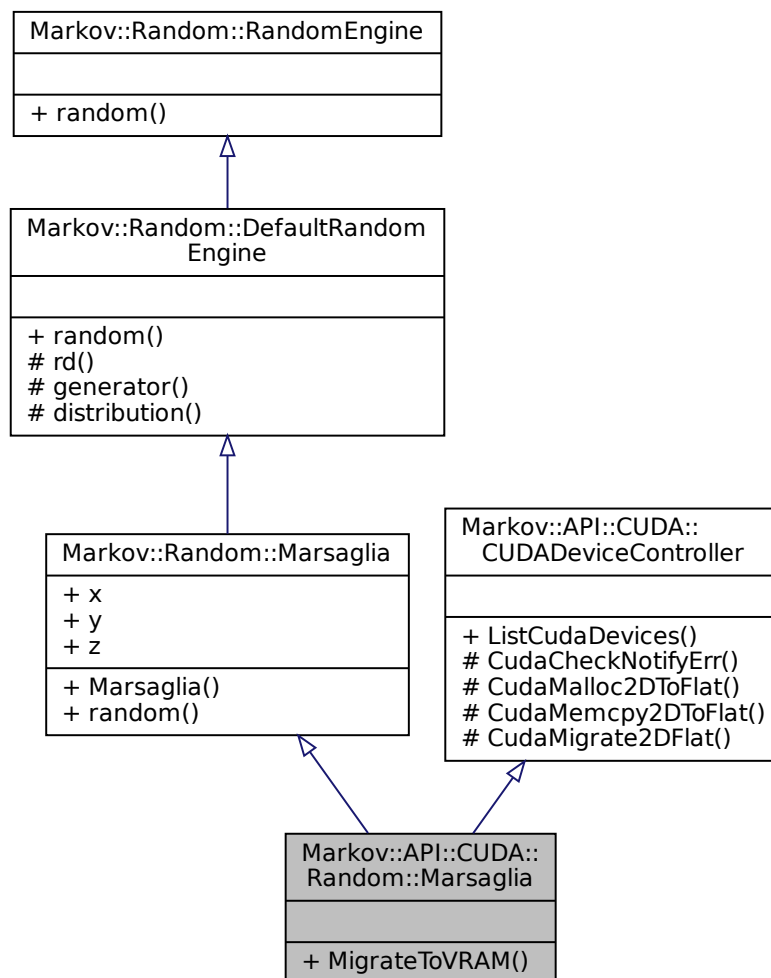 Markov::Random::RandomEngine
+ random()
Markov::Random::DefaultRandom
Engine
+ random()
# rd()
# generator()
# distribution()
Markov::Random::Marsaglia
+ x
+ y
+ z
+ Marsaglia()
+ random()
Markov::API::CUDA::
CUDADeviceController
+ ListCudaDevices()
# CudaCheckNotifyErr()
# CudaMalloc2DToFlat()
# CudaMemcpy2DToFlat()
# CudaMigrate2DFlat()
Markov::API::CUDA::
Random::Marsaglia
+ MigrateToVRAM()